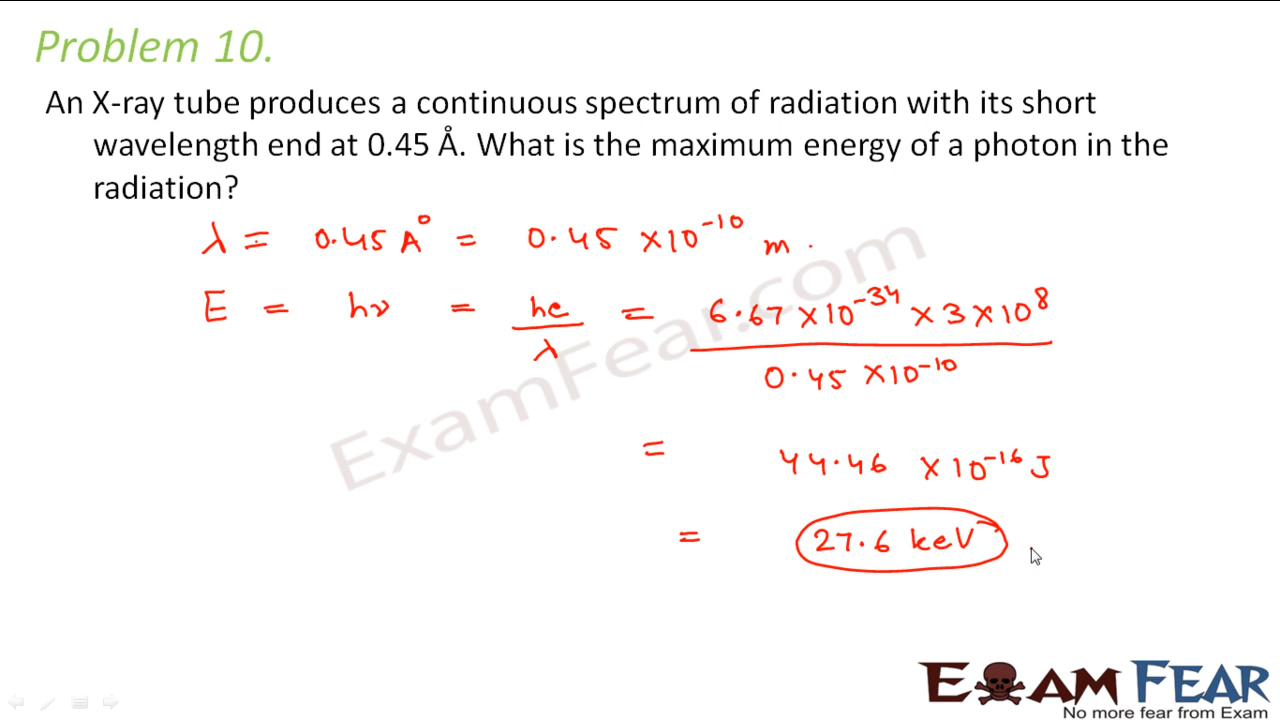 Problem 10.
An X-ray tube produces a continuous spectrum of radiation with its short
wavelength end at 0.45 Å. What is the maximum energy of a photon in the
radiation?
λ = 0.45 A° = 0.45 ×10⁻¹⁰ m.
E = hν = hc/λ = 6.67 ×10⁻³⁴ × 3 × 10⁸ / 0.45 ×10⁻¹⁰
= 44.46 × 10⁻¹⁶ J
= 27.6 keV
ExamFear.com
EXAM FEAR
No more fear from Exam